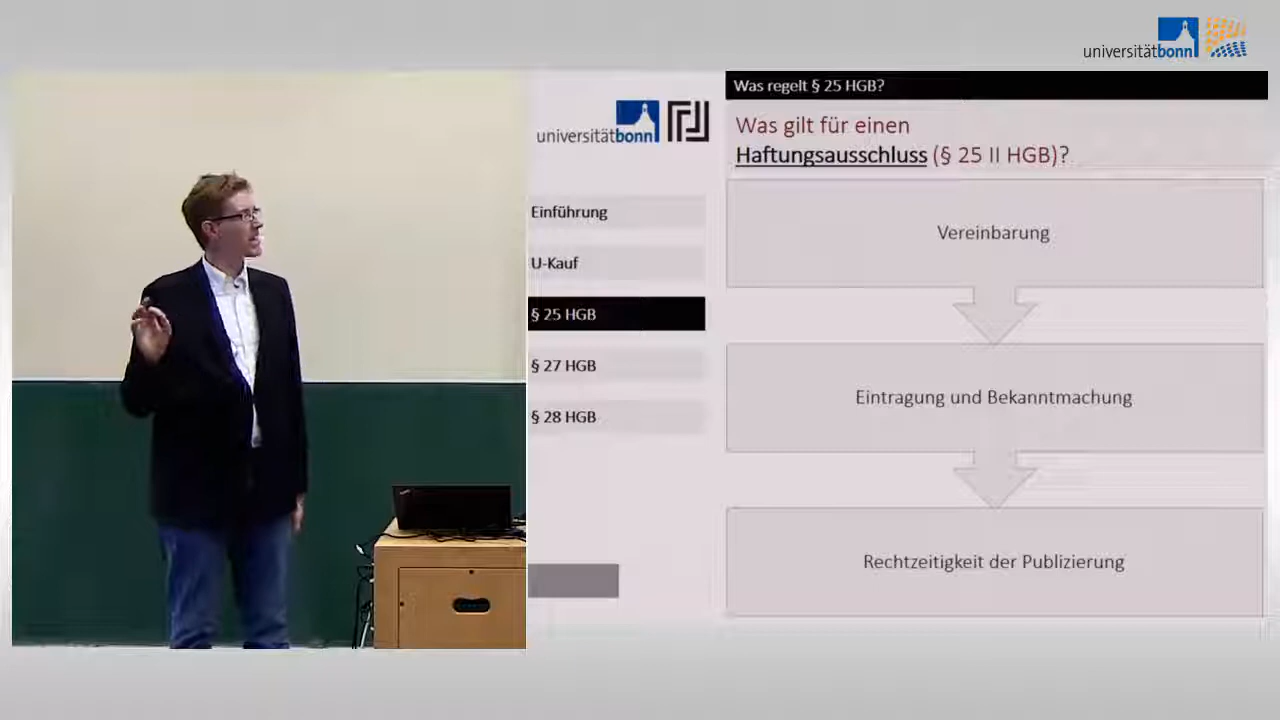 universitätbonn
Was regelt § 25 HGB?
universitätbonn
Was gilt für einen
Haftungsausschluss (§ 25 II HGB)?
Einführung
U-Kauf
§ 25 HGB
§ 27 HGB
§ 28 HGB
Vereinbarung
Eintragung und Bekanntmachung
Rechtzeitigkeit der Publizierung